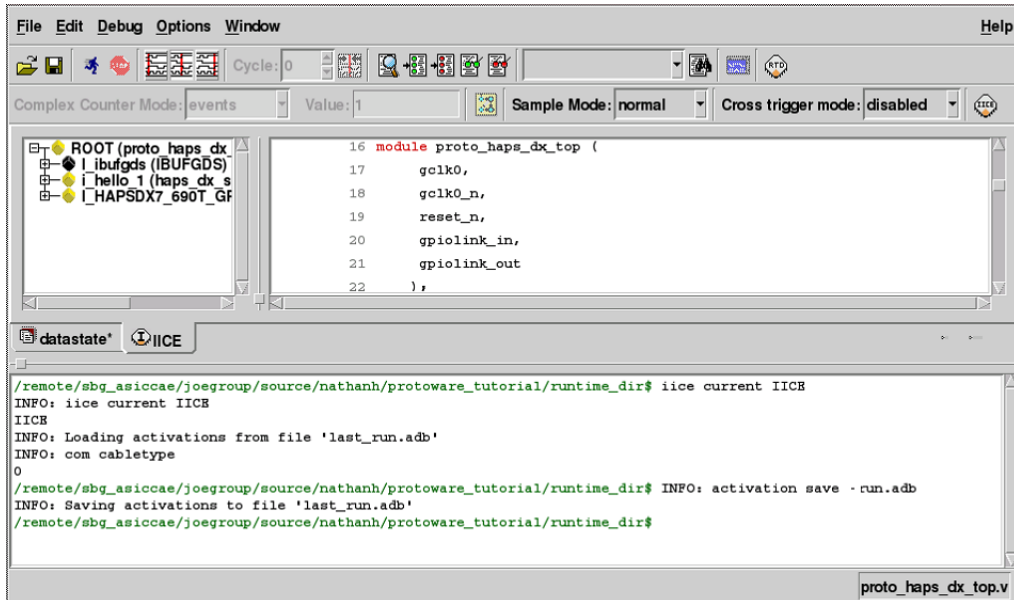 File Edit Debug Options Window Help
STOP Cycle: 0 RTD
Complex Counter Mode: events Value: 1 Sample Mode: normal Cross trigger mode: disabled IICE
ROOT (proto_haps_dx_
I_ibufgds (IBUFGDS)
i_hello_1 (haps_dx_s
I_HAPSDX7_690T_GF
16 module proto_haps_dx_top (
17 gclk0,
18 gclk0_n,
19 reset_n,
20 gpiolink_in,
21 gpiolink_out
22 );
datastate* IICE
/remote/sbg_asiccae/joegroup/source/nathanh/protoware_tutorial/runtime_dir$ iice current IICE
INFO: iice current IICE
IICE
INFO: Loading activations from file 'last_run.adb'
INFO: com cabletype
0
/remote/sbg_asiccae/joegroup/source/nathanh/protoware_tutorial/runtime_dir$ INFO: activation save -run.adb
INFO: Saving activations to file 'last_run.adb'
/remote/sbg_asiccae/joegroup/source/nathanh/protoware_tutorial/runtime_dir$
proto_haps_dx_top.v